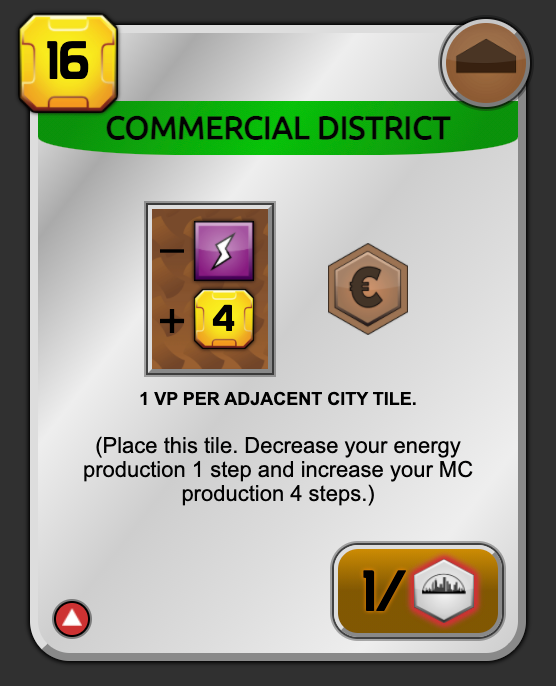 16
COMMERCIAL DISTRICT
−
+ 4
€
1 VP PER ADJACENT CITY TILE.
(Place this tile. Decrease your energy
production 1 step and increase your MC
production 4 steps.)
1/